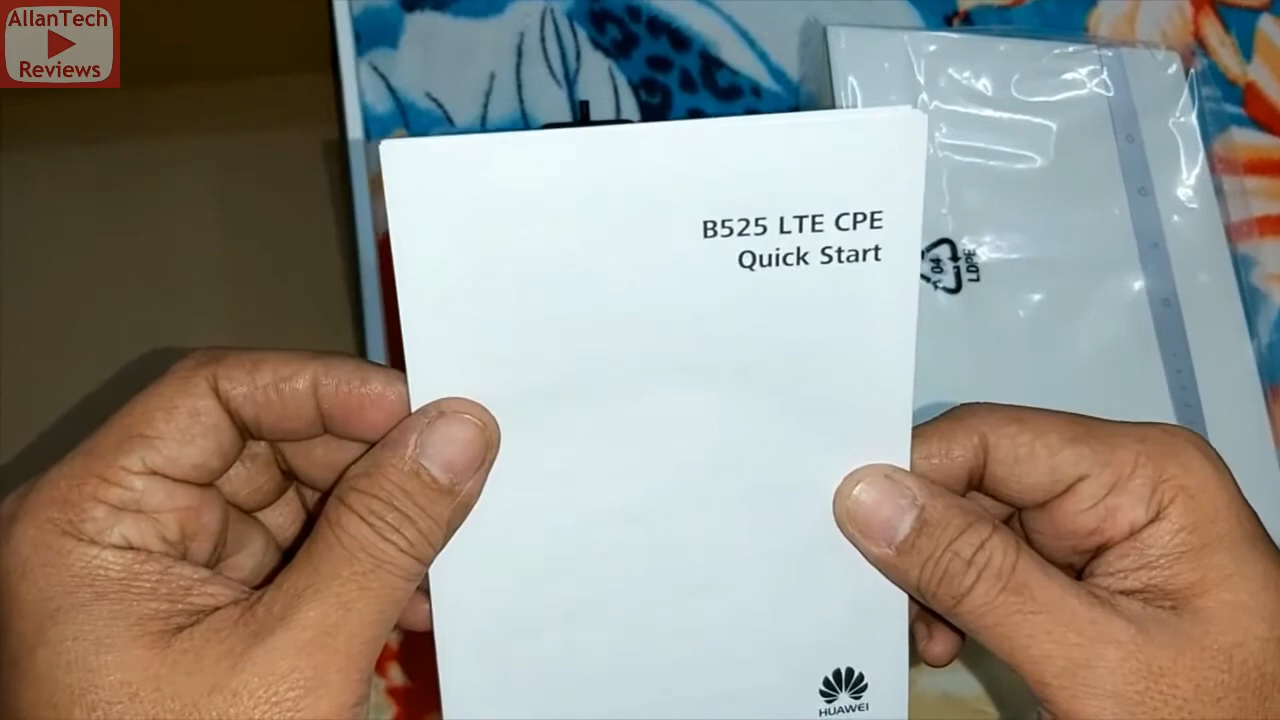 AllanTech
Reviews
B525 LTE CPE
Quick Start
04
LDPE
HUAWEI